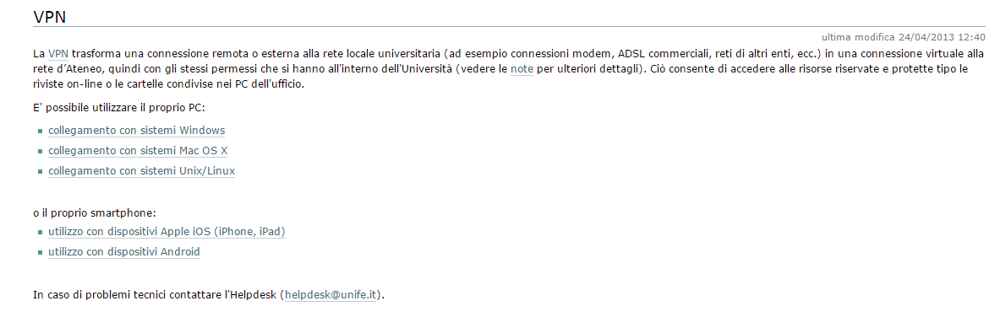 VPN
ultima modifica 24/04/2013 12:40
La VPN trasforma una connessione remota o esterna alla rete locale universitaria (ad esempio connessioni modem, ADSL commerciali, reti di altri enti, ecc.) in una connessione virtuale alla
rete d’Ateneo, quindi con gli stessi permessi che si hanno all'interno dell'Università (vedere le note per ulteriori dettagli). Ciò consente di accedere alle risorse riservate e protette tipo le
riviste on-line o le cartelle condivise nei PC dell'ufficio.
E' possibile utilizzare il proprio PC:
collegamento con sistemi Windows
collegamento con sistemi Mac OS X
collegamento con sistemi Unix/Linux
o il proprio smartphone:
utilizzo con dispositivi Apple iOS (iPhone, iPad)
utilizzo con dispositivi Android
In caso di problemi tecnici contattare l'Helpdesk (helpdesk@unife.it).